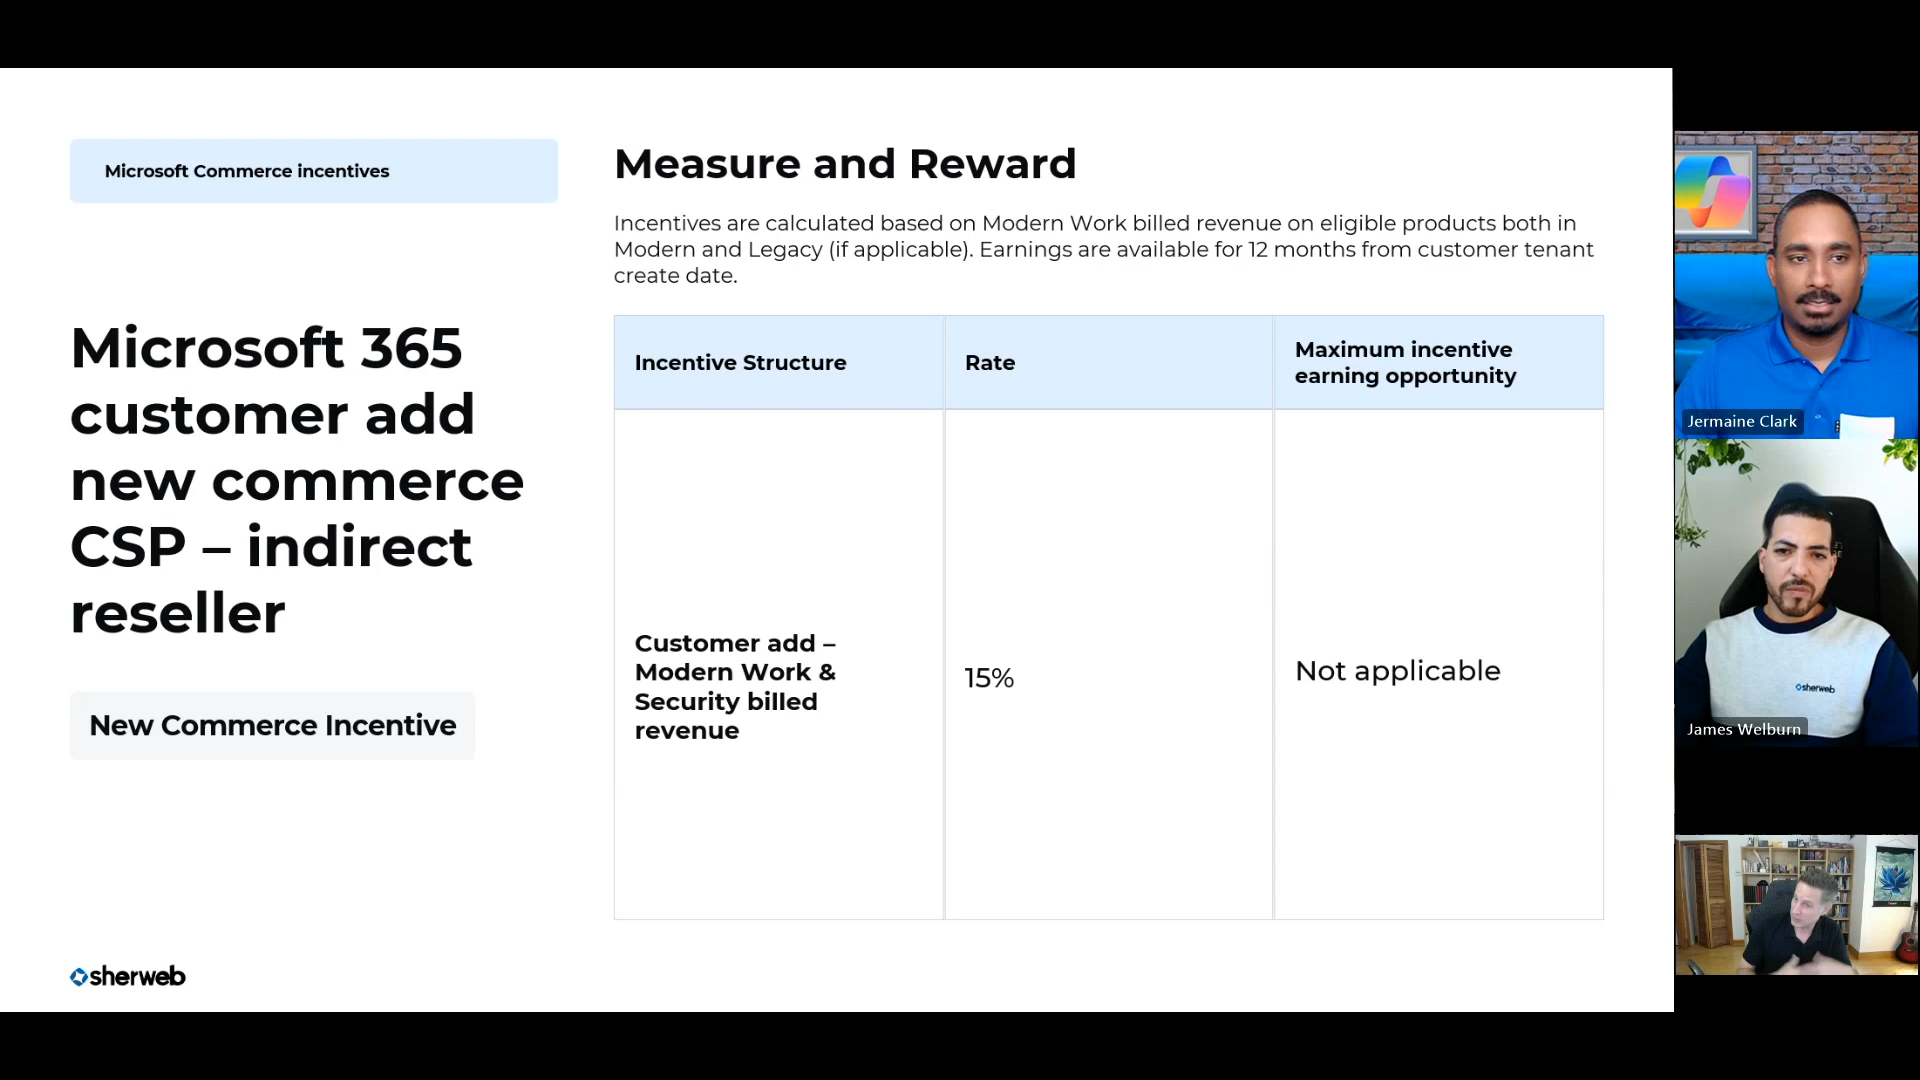 Microsoft Commerce incentives
Microsoft 365
customer add
new commerce
CSP – indirect
reseller
New Commerce Incentive
sherweb
Measure and Reward
Incentives are calculated based on Modern Work billed revenue on eligible products both in
Modern and Legacy (if applicable). Earnings are available for 12 months from customer tenant
create date.
Incentive Structure
Rate
Maximum incentive
earning opportunity
Customer add –
Modern Work &
Security billed
revenue
15%
Not applicable
Jermaine Clark
sherweb
James Welburn